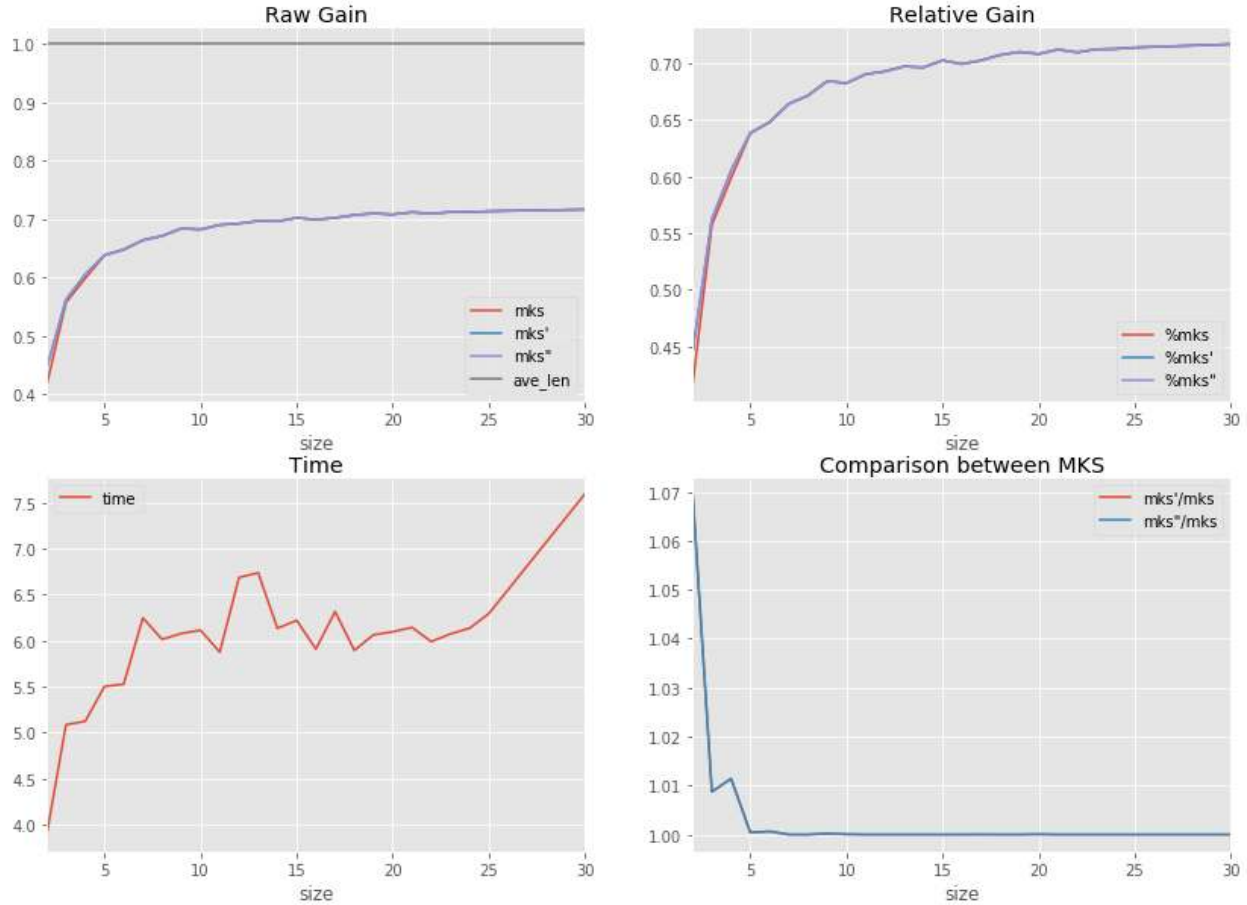 Raw Gain
1.0
0.9
0.8
0.7
0.6
0.5
0.4
mks
mks'
mks"
ave_len
5 10 15 20 25 30
size
Relative Gain
0.70
0.65
0.60
0.55
0.50
0.45
%mks
%mks'
%mks"
5 10 15 20 25 30
size
Time
time
7.5
7.0
6.5
6.0
5.5
5.0
4.5
4.0
5 10 15 20 25 30
size
Comparison between MKS
mks'/mks
mks"/mks
1.07
1.06
1.05
1.04
1.03
1.02
1.01
1.00
5 10 15 20 25 30
size